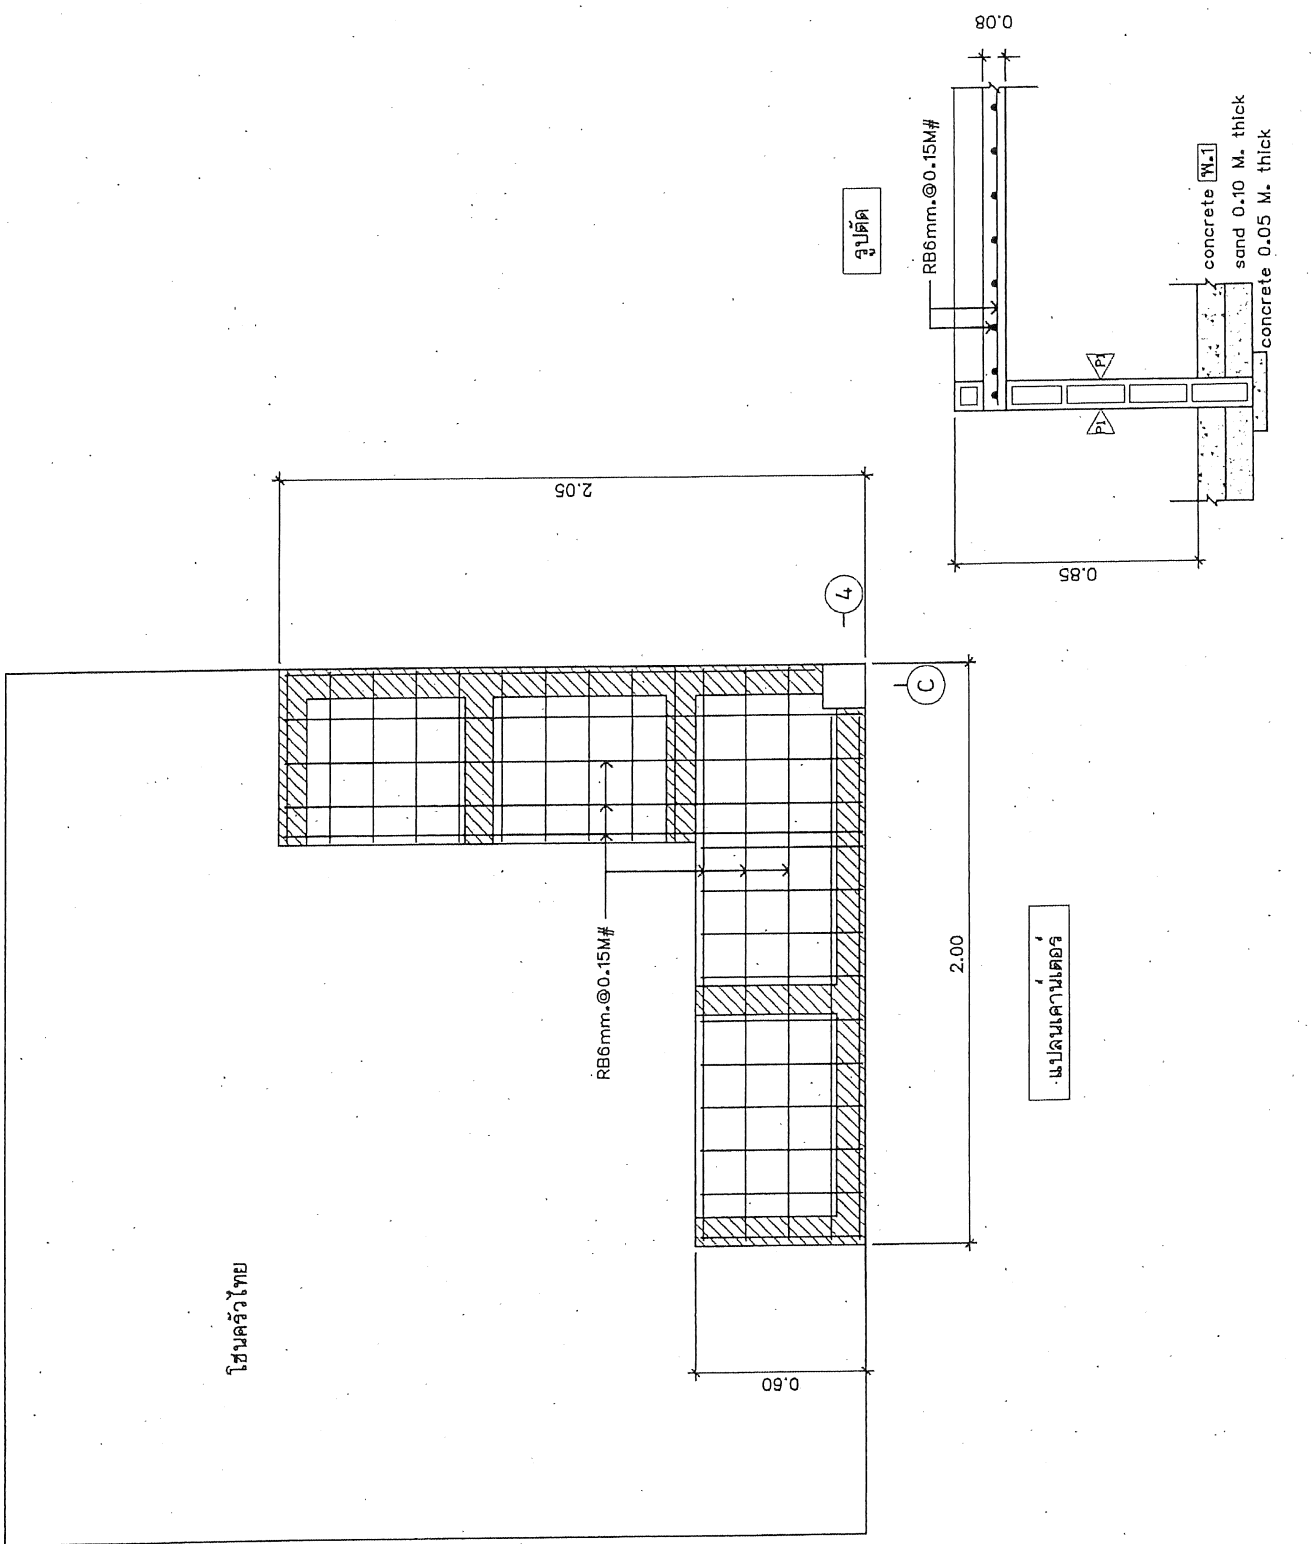 โซนครัวไทย
RB6mm.@0.15M#
2.05
2.00
0.60
4
C
แปลนเคาน์เตอร์
รูปตัด
RB6mm.@0.15M#
0.08
0.85
P1
P1
concrete พ.1
sand 0.10 M. thick
concrete 0.05 M. thick